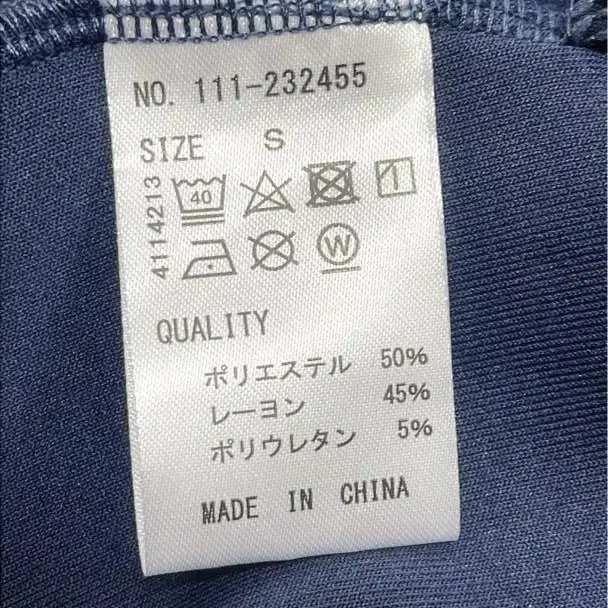 NO. 111-232455
SIZE S
4114213
40
W
QUALITY
ポリエステル 50%
レーヨン 45%
ポリウレタン 5%
MADE IN CHINA